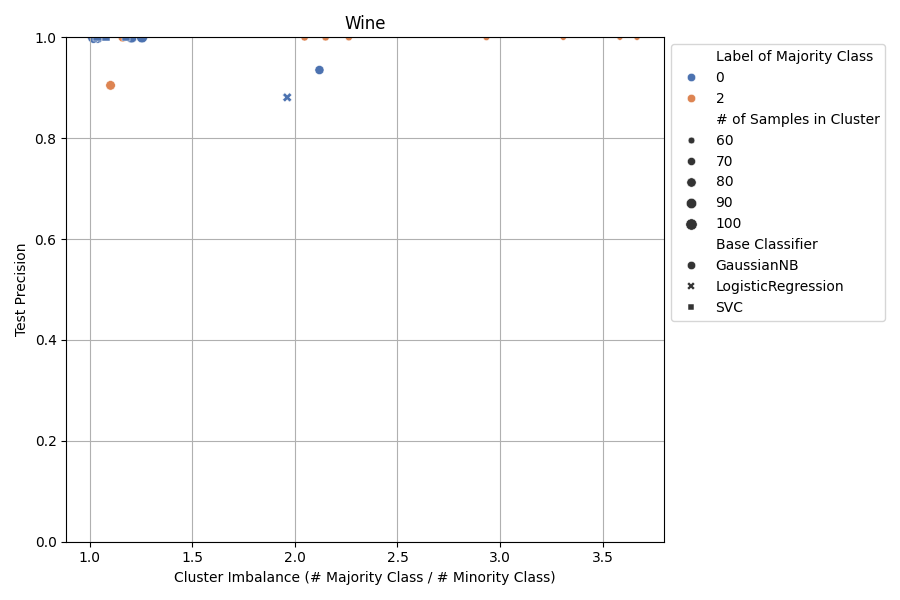 Wine
1.0
0.8
0.6
0.4
0.2
0.0
Test Precision
1.0
1.5
2.0
2.5
3.0
3.5
Cluster Imbalance (# Majority Class / # Minority Class)
Label of Majority Class
0
2
# of Samples in Cluster
60
70
80
90
100
Base Classifier
GaussianNB
LogisticRegression
SVC